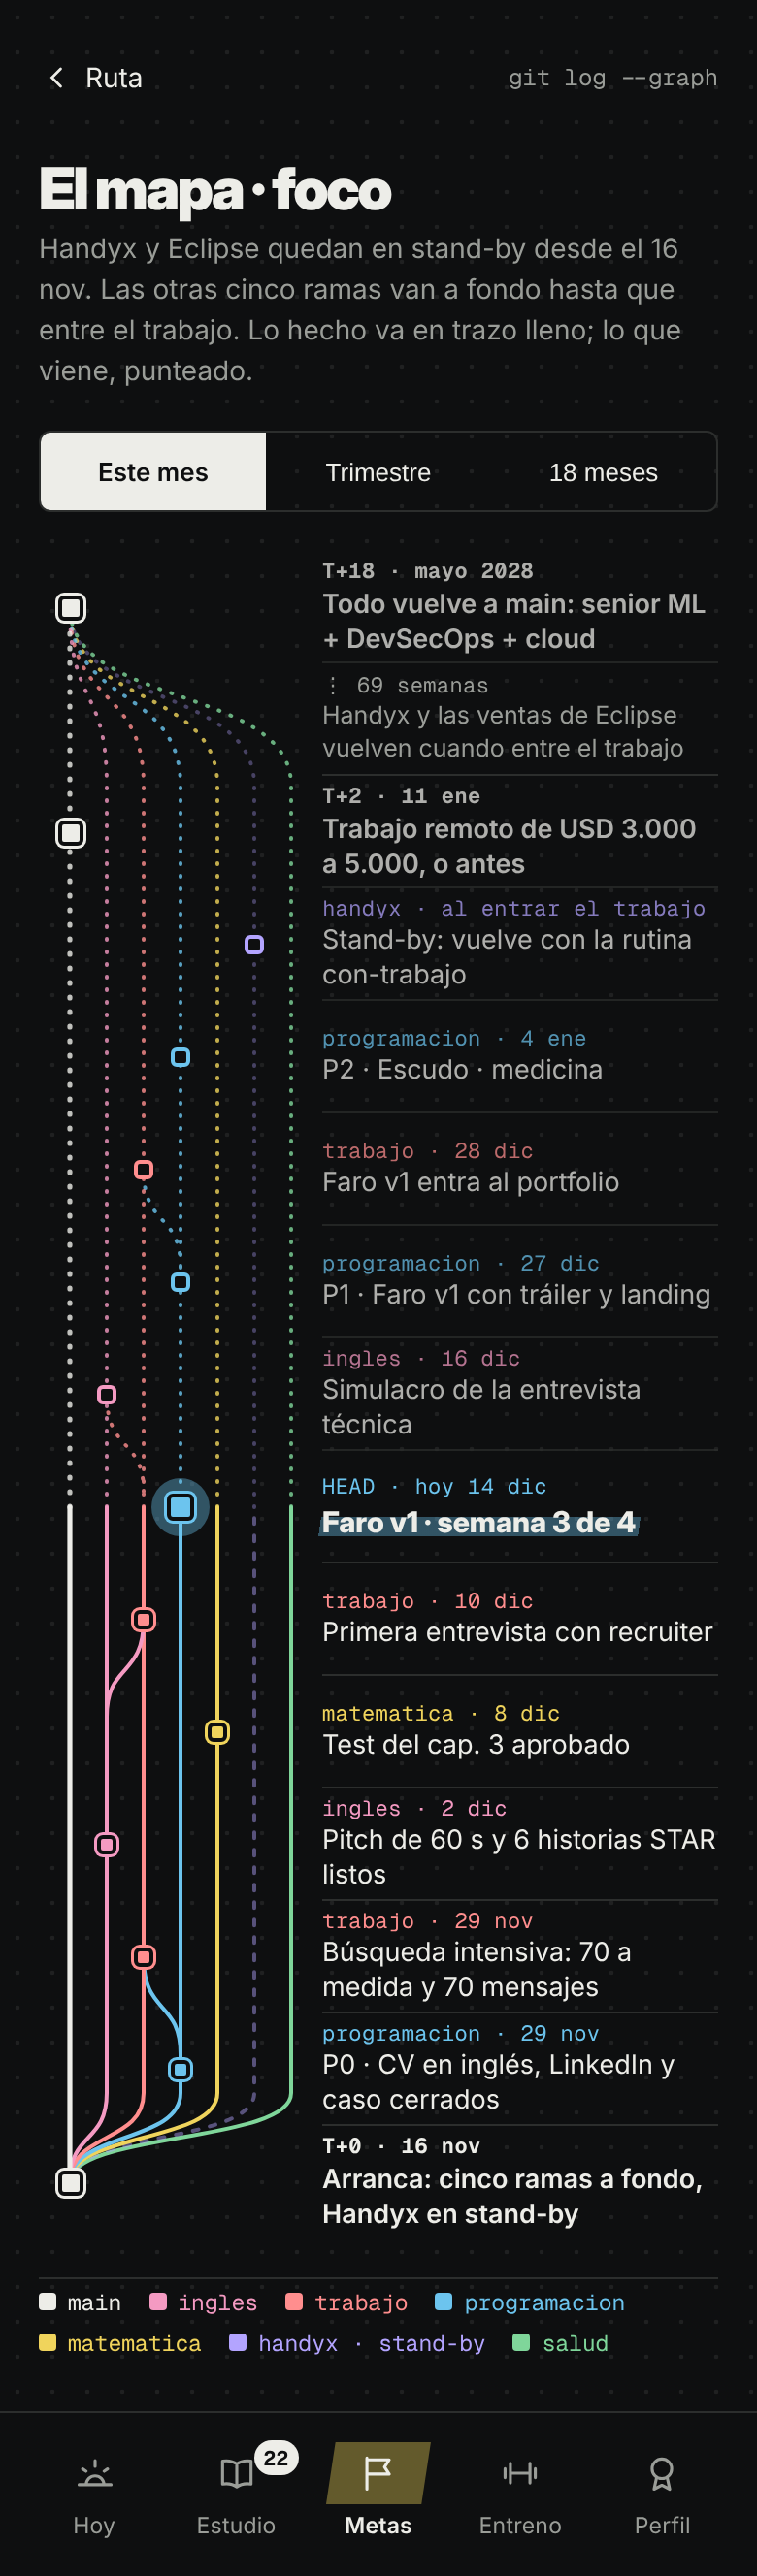 Ruta
git log --graph
El mapa · foco
Handyx y Eclipse quedan en stand-by desde el 16
nov. Las otras cinco ramas van a fondo hasta que
entre el trabajo. Lo hecho va en trazo lleno; lo que
viene, punteado.
Este mes
Trimestre
18 meses
T+18 · mayo 2028
Todo vuelve a main: senior ML
+ DevSecOps + cloud
⋮ 69 semanas
Handyx y las ventas de Eclipse
vuelven cuando entre el trabajo
T+2 · 11 ene
Trabajo remoto de USD 3.000
a 5.000, o antes
handyx · al entrar el trabajo
Stand-by: vuelve con la rutina
con-trabajo
programacion · 4 ene
P2 · Escudo · medicina
trabajo · 28 dic
Faro v1 entra al portfolio
programacion · 27 dic
P1 · Faro v1 con tráiler y landing
ingles · 16 dic
Simulacro de la entrevista
técnica
HEAD · hoy 14 dic
Faro v1 · semana 3 de 4
trabajo · 10 dic
Primera entrevista con recruiter
matematica · 8 dic
Test del cap. 3 aprobado
ingles · 2 dic
Pitch de 60 s y 6 historias STAR
listos
trabajo · 29 nov
Búsqueda intensiva: 70 a
medida y 70 mensajes
programacion · 29 nov
P0 · CV en inglés, LinkedIn y
caso cerrados
T+0 · 16 nov
Arranca: cinco ramas a fondo,
Handyx en stand-by
main
ingles
trabajo
programacion
matematica
handyx · stand-by
salud
22
Hoy
Estudio
Metas
Entreno
Perfil